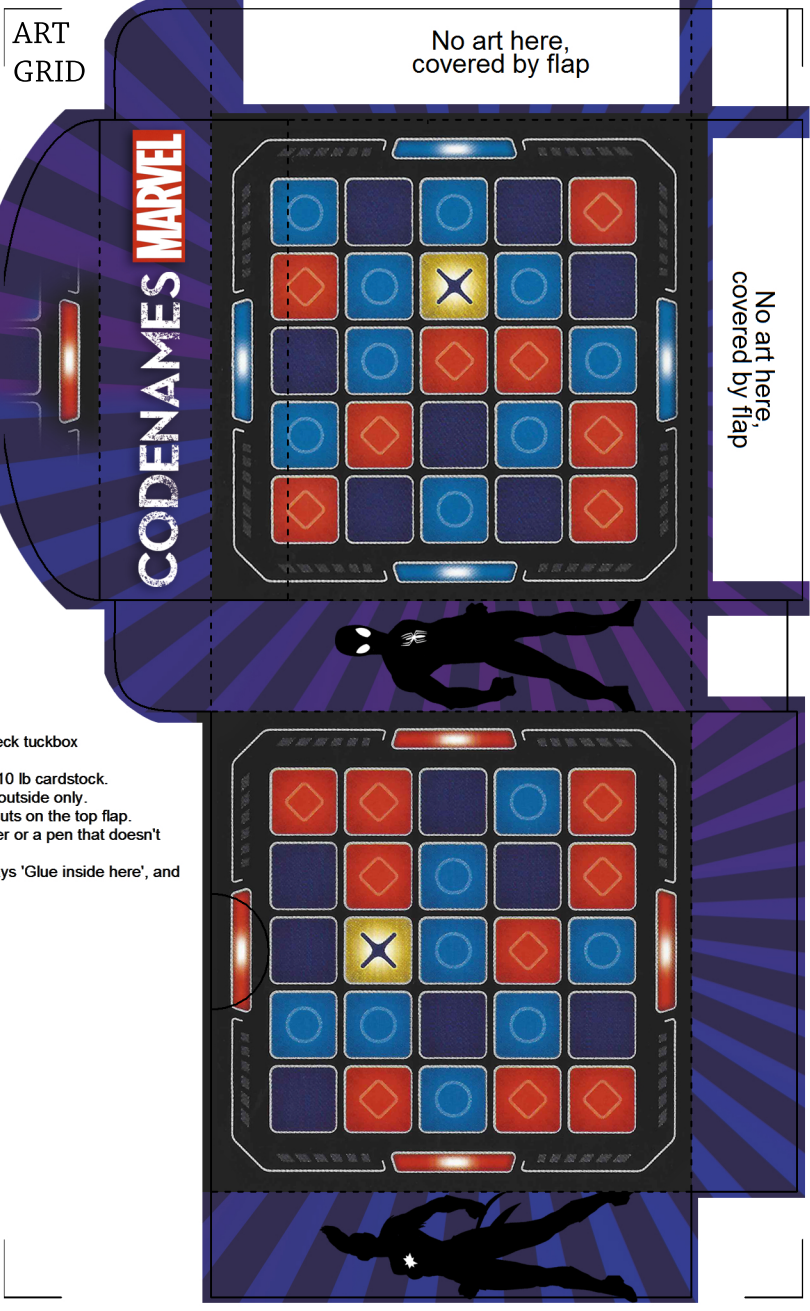 ART
GRID
No art here,
covered by flap
CODENAMES MARVEL
No art here,
covered by flap
eck tuckbox
10 lb cardstock.
outside only.
uts on the top flap.
er or a pen that doesn't
ys 'Glue inside here', and